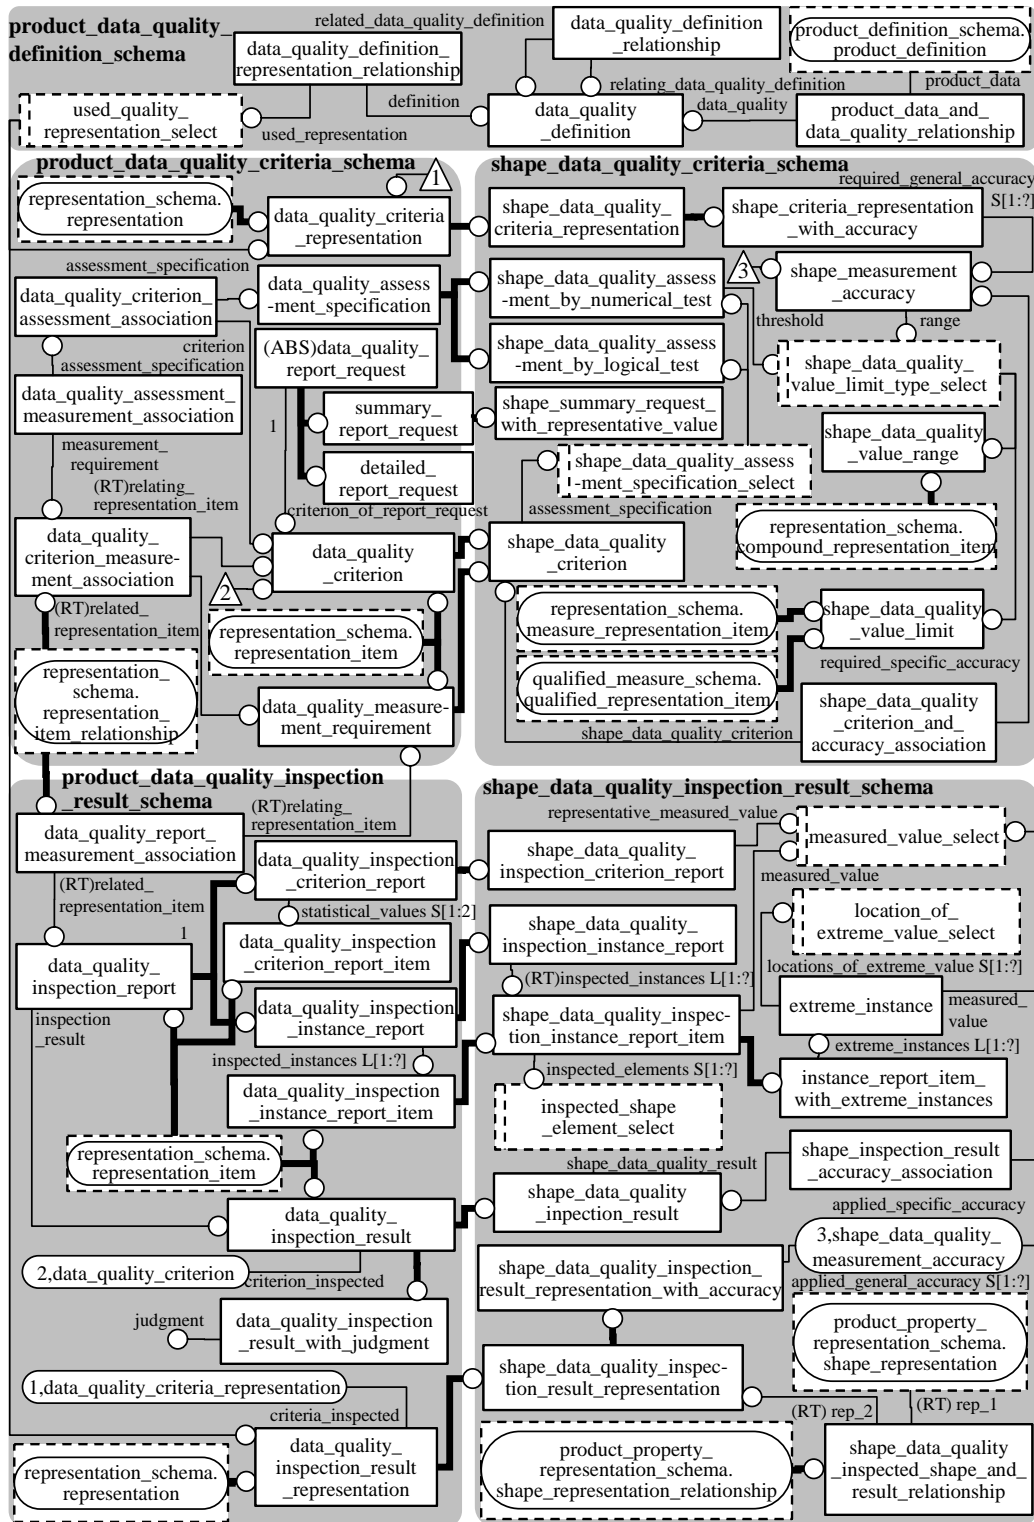 product_data_quality_
definition_schema
related_data_quality_definition
data_quality_definition_
representation_relationship
data_quality_definition
_relationship
product_definition_schema.
product_definition
used_quality_
representation_select
definition
used_representation
relating_data_quality_definition
data_quality
_definition
data_quality
product_data
product_data_and_
data_quality_relationship
product_data_quality_criteria_schema
1
representation_schema.
representation
data_quality_criteria
_representation
assessment_specification
data_quality_criterion_
assessment_association
data_quality_assess
-ment_specification
criterion
assessment_specification
(ABS)data_quality_
report_request
data_quality_assessment_
measurement_association
1
summary_
report_request
measurement_
requirement
detailed_
report_request
(RT)relating_
representation_item
criterion_of_report_request
data_quality_
criterion_measure-
ment_association
data_quality
_criterion
2
(RT)related_
representation_item
representation_schema.
representation_item
representation_
schema.
representation_
item_relationship
data_quality_measure-
ment_requirement
shape_data_quality_criteria_schema
required_general_accuracy
S[1:?]
shape_data_quality_
criteria_representation
shape_criteria_representation
_with_accuracy
shape_data_quality_assess
-ment_by_numerical_test
3
shape_measurement
_accuracy
threshold
range
shape_data_quality_assess
-ment_by_logical_test
shape_data_quality_
value_limit_type_select
shape_summary_request_
with_representative_value
shape_data_quality
_value_range
shape_data_quality_assess
-ment_specification_select
assessment_specification
representation_schema.
compound_representation_item
shape_data_quality
_criterion
representation_schema.
measure_representation_item
shape_data_quality
_value_limit
required_specific_accuracy
qualified_measure_schema.
qualified_representation_item
shape_data_quality
_criterion_and_
accuracy_association
shape_data_quality_criterion
product_data_quality_inspection
_result_schema
(RT)relating_
representation_item
data_quality_report_
measurement_association
data_quality_inspection
_criterion_report
(RT)related_
representation_item
statistical_values S[1:2]
1
data_quality_inspection
_criterion_report_item
data_quality_
inspection_report
data_quality_inspection
_instance_report
inspection
_result
inspected_instances L[1:?]
data_quality_inspection
_instance_report_item
representation_schema.
representation_item
data_quality_
inspection_result
2,data_quality_criterion
criterion_inspected
judgment
data_quality_inspection
_result_with_judgment
1,data_quality_criteria_representation
criteria_inspected
data_quality_
inspection_result
_representation
representation_schema.
representation
shape_data_quality_inspection_result_schema
representative_measured_value
measured_value_select
shape_data_quality_
inspection_criterion_report
measured_value
location_of_
extreme_value_select
shape_data_quality_
inspection_instance_report
(RT)inspected_instances L[1:?]
locations_of_extreme_value S[1:?]
extreme_instance
measured_
value
shape_data_quality_inspec-
tion_instance_report_item
extreme_instances L[1:?]
inspected_elements S[1:?]
instance_report_item_
with_extreme_instances
inspected_shape
_element_select
shape_data_quality_result
shape_inspection_result
_accuracy_association
shape_data_quality
_inpection_result
applied_specific_accuracy
3,shape_data_quality_
measurement_accuracy
shape_data_quality_inspection_
result_representation_with_accuracy
applied_general_accuracy S[1:?]
product_property_
representation_schema.
shape_representation
shape_data_quality_inspec-
tion_result_representation
(RT) rep_2
(RT) rep_1
product_property_
representation_schema.
shape_representation_relationship
shape_data_quality
_inspected_shape_and_
result_relationship